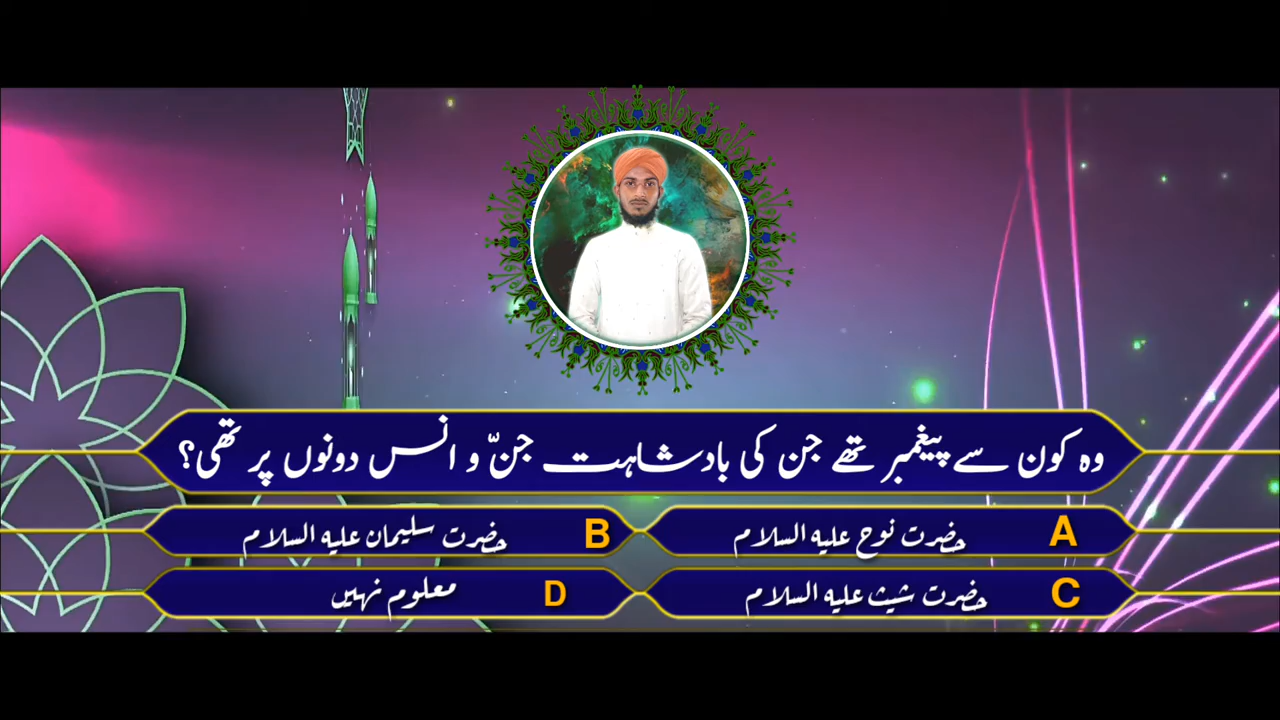 وہ کون سے پیغمبر تھے جن کی بادشاہت جنّ و انس دونوں پر تھی؟
A حضرت نوح علیہ السلام
B حضرت سلیمان علیہ السلام
C حضرت شیث علیہ السلام
D معلوم نہیں